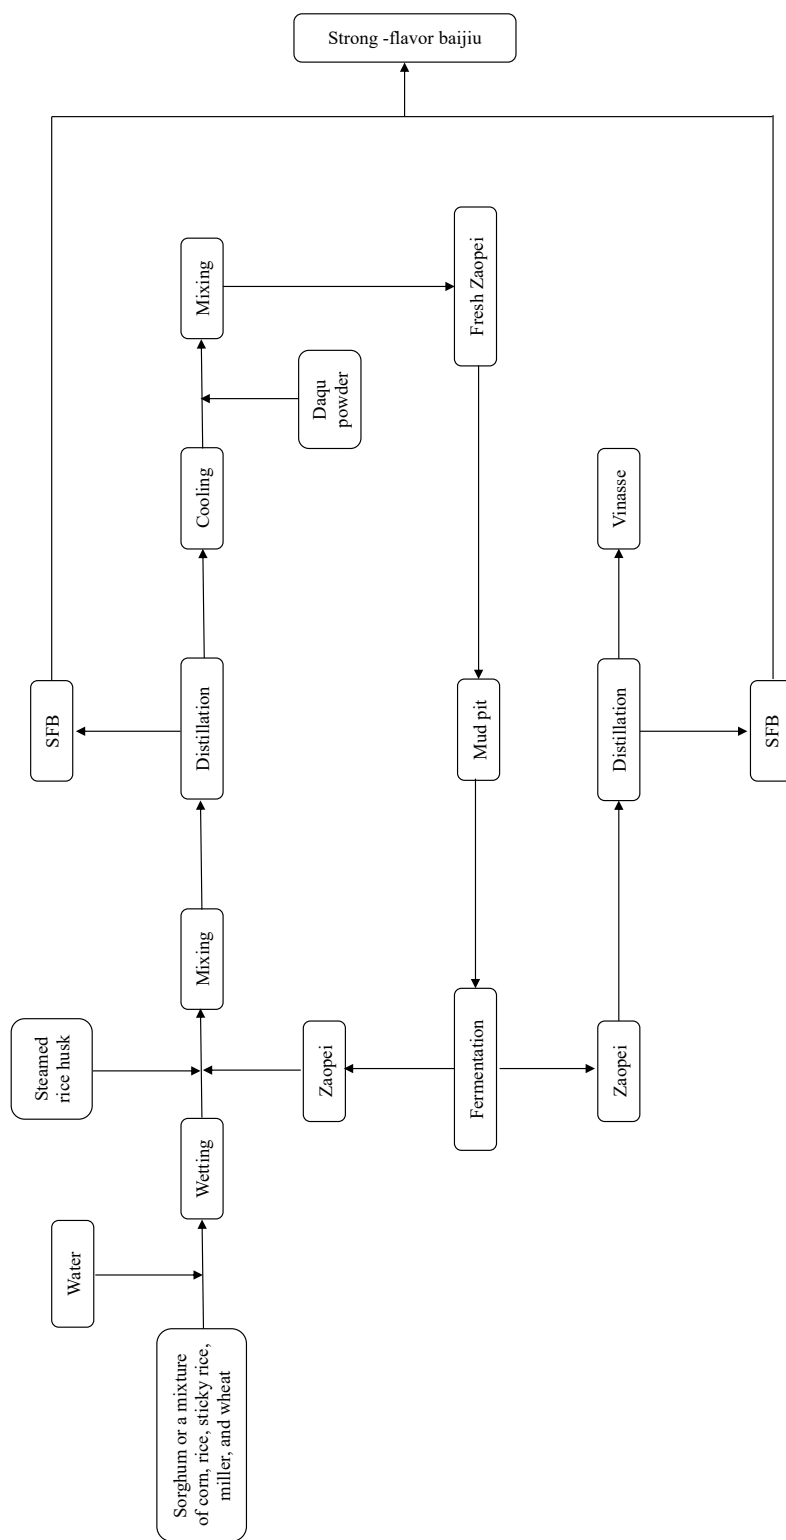 Strong -flavor baijiu
Sorghum or a mixture
of corn, rice, sticky rice,
miller, and wheat
Water
Wetting
Steamed
rice husk
Mixing
Distillation
SFB
Cooling
Daqu
powder
Mixing
Fresh Zaopei
Mud pit
Fermentation
Zaopei
Zaopei
Distillation
Vinasse
SFB